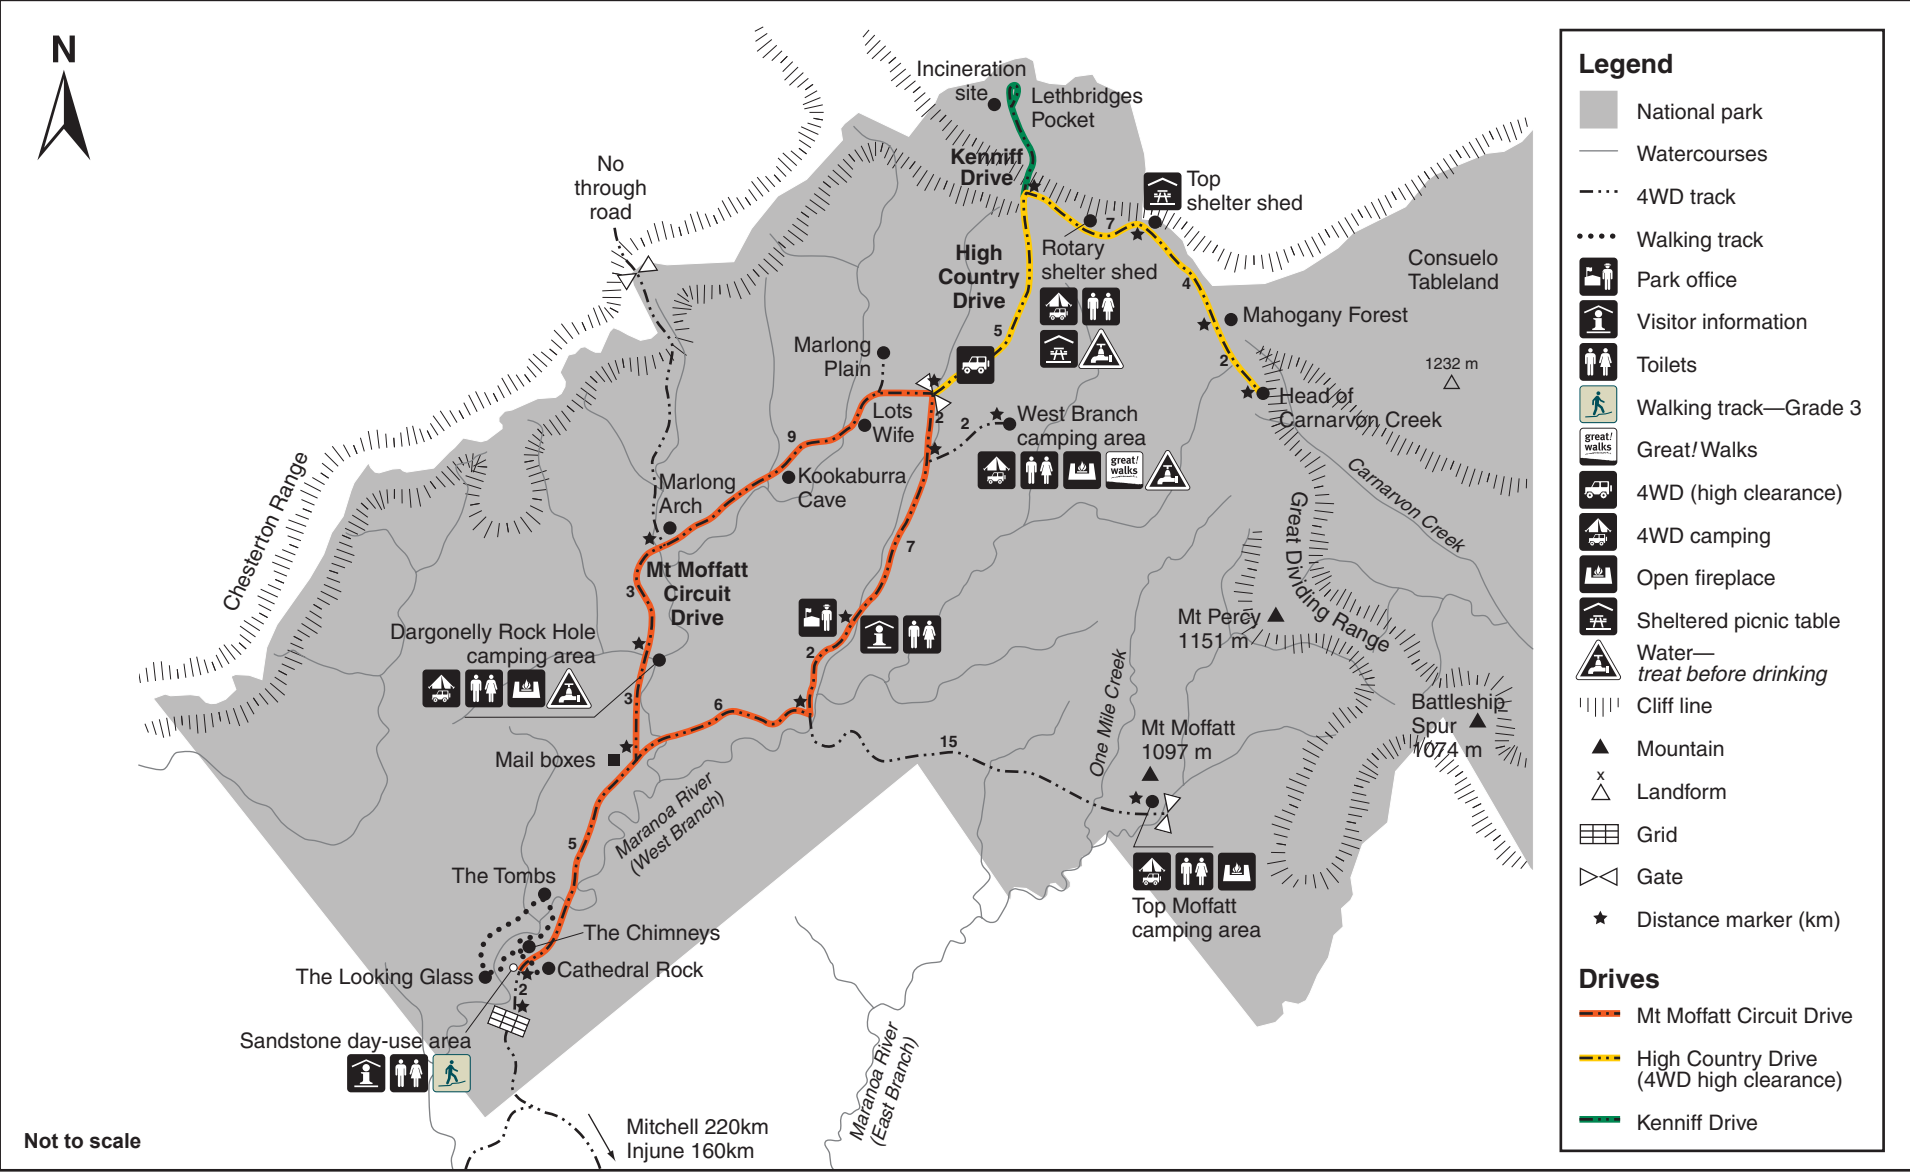 N
No
through
road
Incineration
site
Lethbridges
Pocket
Kenniff
Drive
Top
shelter shed
7
Rotary
shelter shed
High
Country
Drive
5
4
Consuelo
Tableland
Mahogany Forest
2
1232 m
Head of
Carnarvon Creek
Carnarvon Creek
Marlong
Plain
Lots
Wife
2
2
West Branch
camping area
great!
walks
9
Kookaburra
Cave
Marlong
Arch
Chesterton Range
7
Great Dividing Range
Mt Moffatt
Circuit
Drive
3
Dargonelly Rock Hole
camping area
3
2
6
Mt Percy
1151 m
One Mile Creek
Battleship
Spur
1074 m
Mt Moffatt
1097 m
15
Mail boxes
Maranoa River
(West Branch)
5
The Tombs
The Chimneys
The Looking Glass
Cathedral Rock
2
Top Moffatt
camping area
Sandstone day-use area
Maranoa River
(East Branch)
Mitchell 220km
Injune 160km
Not to scale
Legend
National park
Watercourses
4WD track
Walking track
Park office
Visitor information
Toilets
Walking track—Grade 3
great!
walks
Great! Walks
4WD (high clearance)
4WD camping
Open fireplace
Sheltered picnic table
Water—
treat before drinking
Cliff line
Mountain
x
Landform
Grid
Gate
Distance marker (km)
Drives
Mt Moffatt Circuit Drive
High Country Drive
(4WD high clearance)
Kenniff Drive